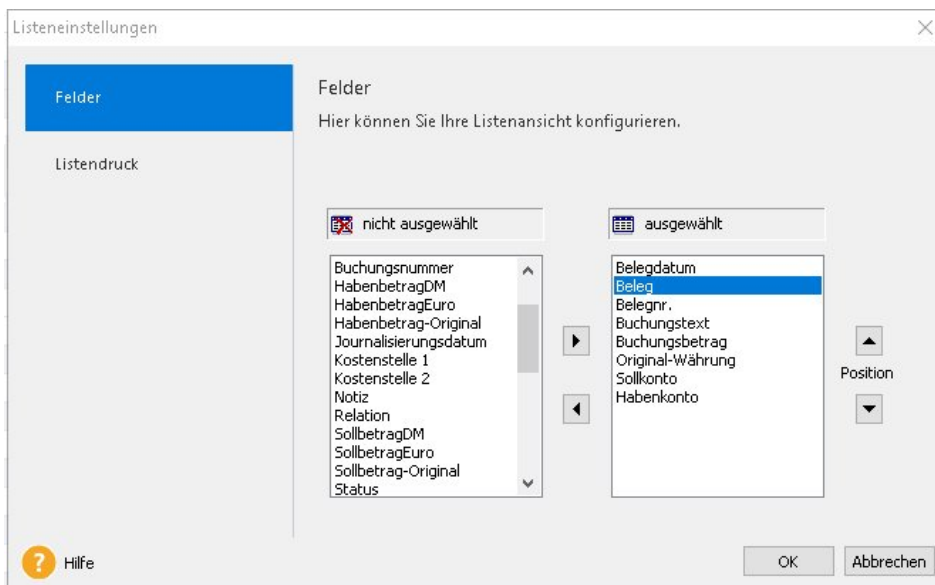 Listeneinstellungen
Felder
Listendruck
Felder
Hier können Sie Ihre Listenansicht konfigurieren.
nicht ausgewählt
Buchungsnummer
HabenbetragDM
HabenbetragEuro
Habenbetrag-Original
Journalisierungsdatum
Kostenstelle 1
Kostenstelle 2
Notiz
Relation
SollbetragDM
SollbetragEuro
Sollbetrag-Original
Status
ausgewählt
Belegdatum
Beleg
Belegnr.
Buchungstext
Buchungsbetrag
Original-Währung
Sollkonto
Habenkonto
Position
? Hilfe
OK
Abbrechen